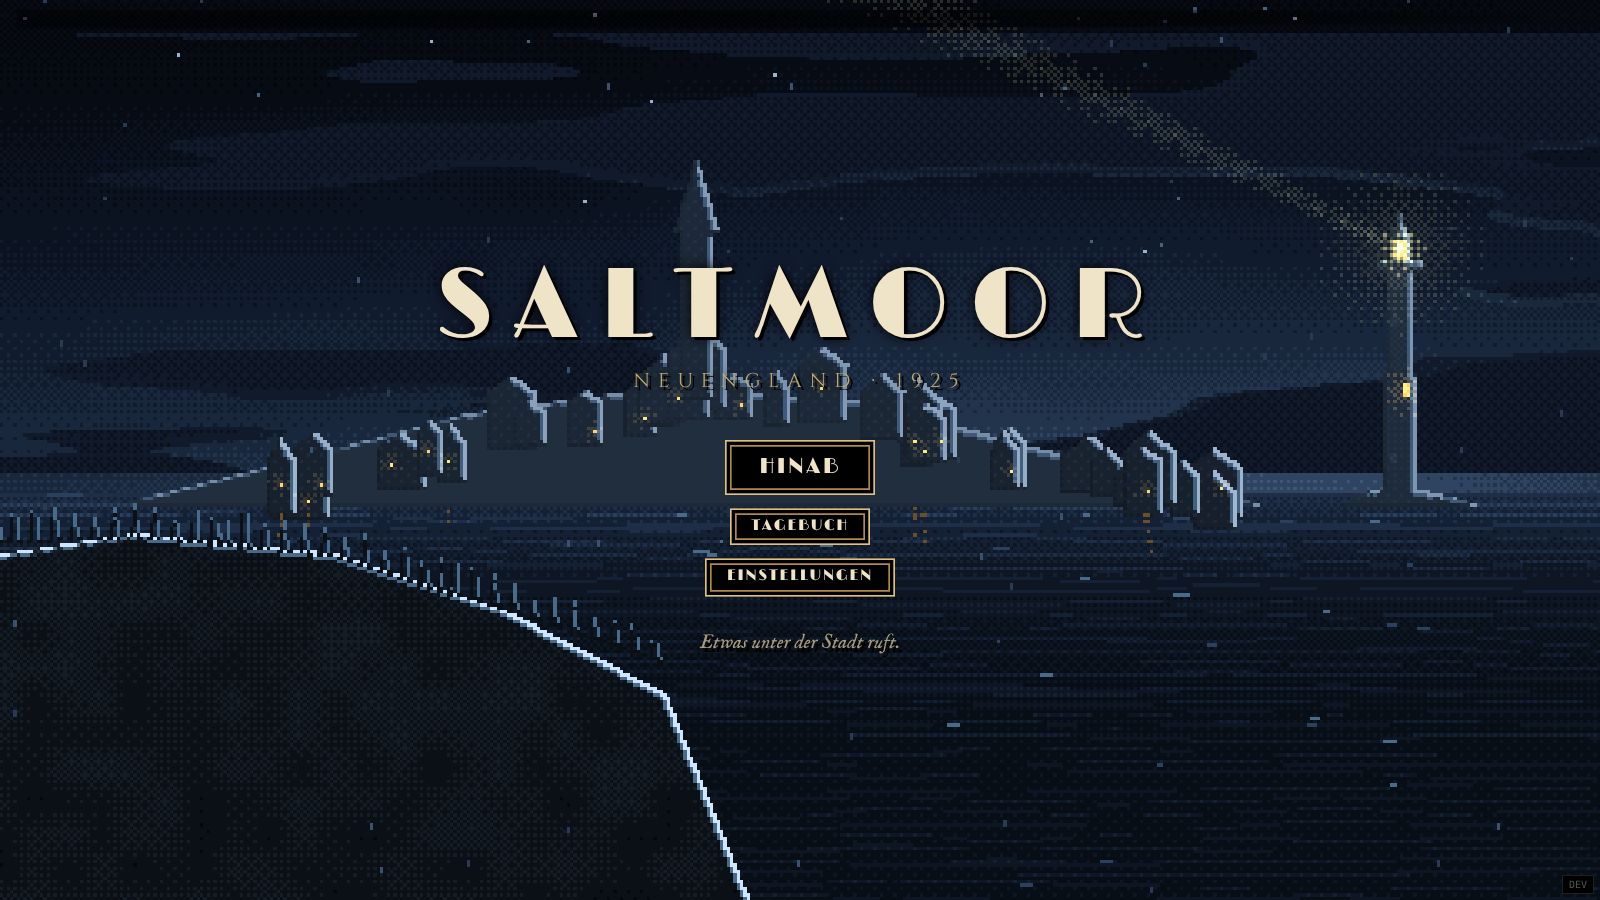 SALTMOOR
NEUENGLAND · 1925
HINAB
TAGEBUCH
EINSTELLUNGEN
Etwas unter der Stadt ruft.
DEV